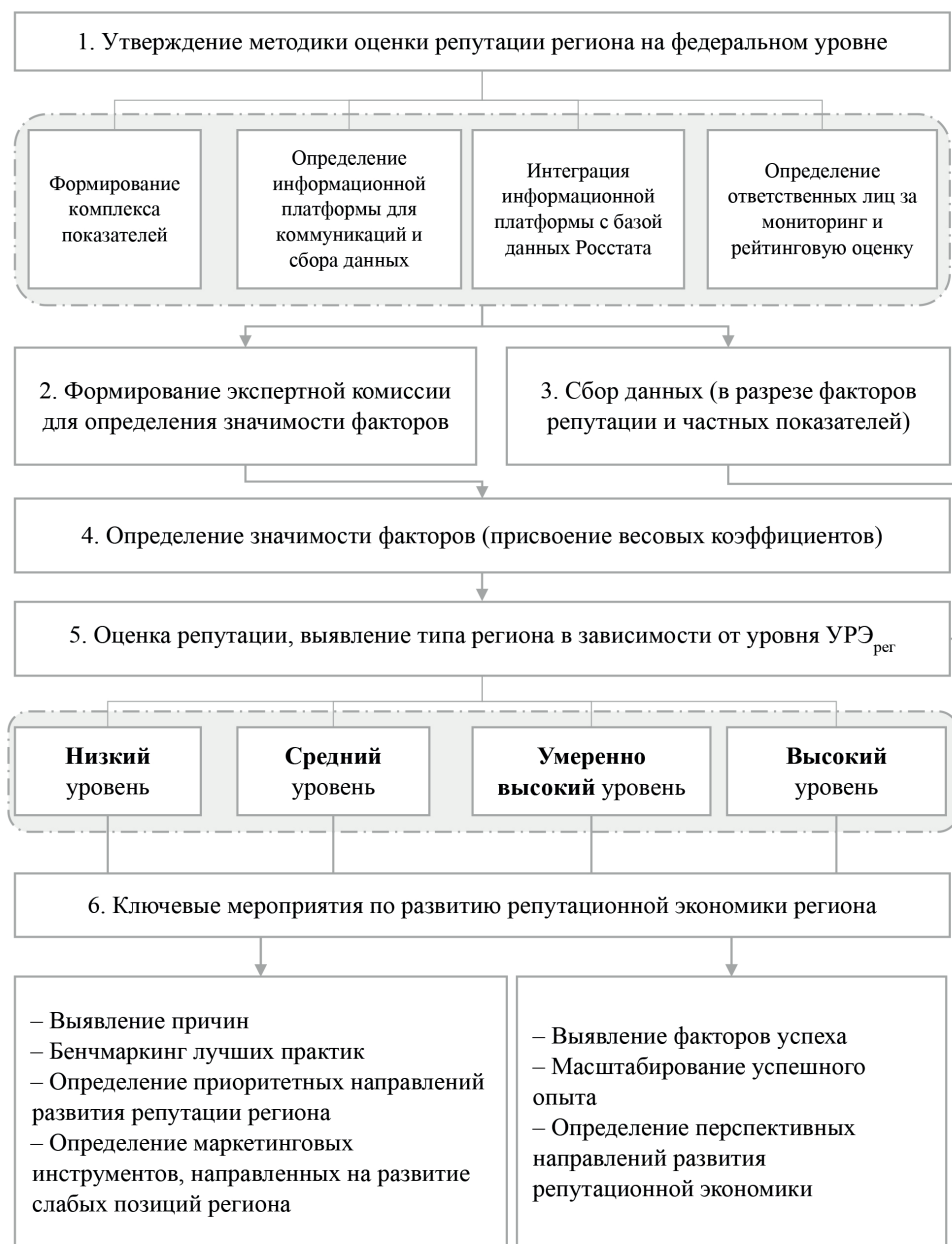 1. Утверждение методики оценки репутации региона на федеральном уровне
Формирование
комплекса
показателей
Определение
информационной
платформы для
коммуникаций и
сбора данных
Интеграция
информационной
платформы с базой
данных Росстата
Определение
ответственных лиц за
мониторинг и
рейтинговую оценку
2. Формирование экспертной комиссии
для определения значимости факторов
3. Сбор данных (в разрезе факторов
репутации и частных показателей)
4. Определение значимости факторов (присвоение весовых коэффициентов)
5. Оценка репутации, выявление типа региона в зависимости от уровня УРЭрег
Низкий
уровень
Средний
уровень
Умеренно
высокий уровень
Высокий
уровень
6. Ключевые мероприятия по развитию репутационной экономики региона
– Выявление причин
– Бенчмаркинг лучших практик
– Определение приоритетных направлений
развития репутации региона
– Определение маркетинговых
инструментов, направленных на развитие
слабых позиций региона
– Выявление факторов успеха
– Масштабирование успешного
опыта
– Определение перспективных
направлений развития
репутационной экономики